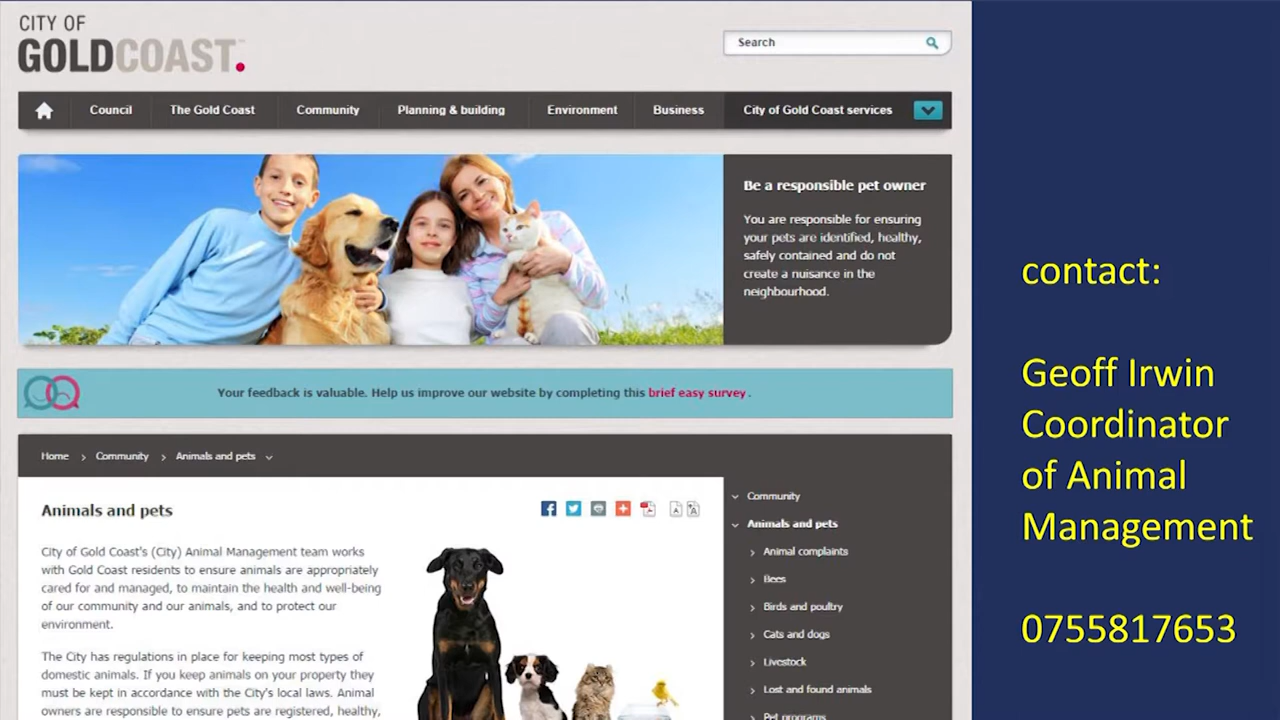 CITY OF
GOLDCOAST.
Search
Council
The Gold Coast
Community
Planning & building
Environment
Business
City of Gold Coast services
Be a responsible pet owner
You are responsible for ensuring
your pets are identified, healthy,
safely contained and do not
create a nuisance in the
neighbourhood.
Your feedback is valuable. Help us improve our website by completing this brief easy survey.
Home > Community > Animals and pets
Animals and pets
City of Gold Coast's (City) Animal Management team works
with Gold Coast residents to ensure animals are appropriately
cared for and managed, to maintain the health and well-being
of our community and our animals, and to protect our
environment.
The City has regulations in place for keeping most types of
domestic animals. If you keep animals on your property they
must be kept in accordance with the City's local laws. Animal
owners are responsible to ensure pets are registered, healthy,
Community
Animals and pets
Animal complaints
Bees
Birds and poultry
Cats and dogs
Livestock
Lost and found animals
Pet programs
contact:
Geoff Irwin
Coordinator
of Animal
Management
0755817653